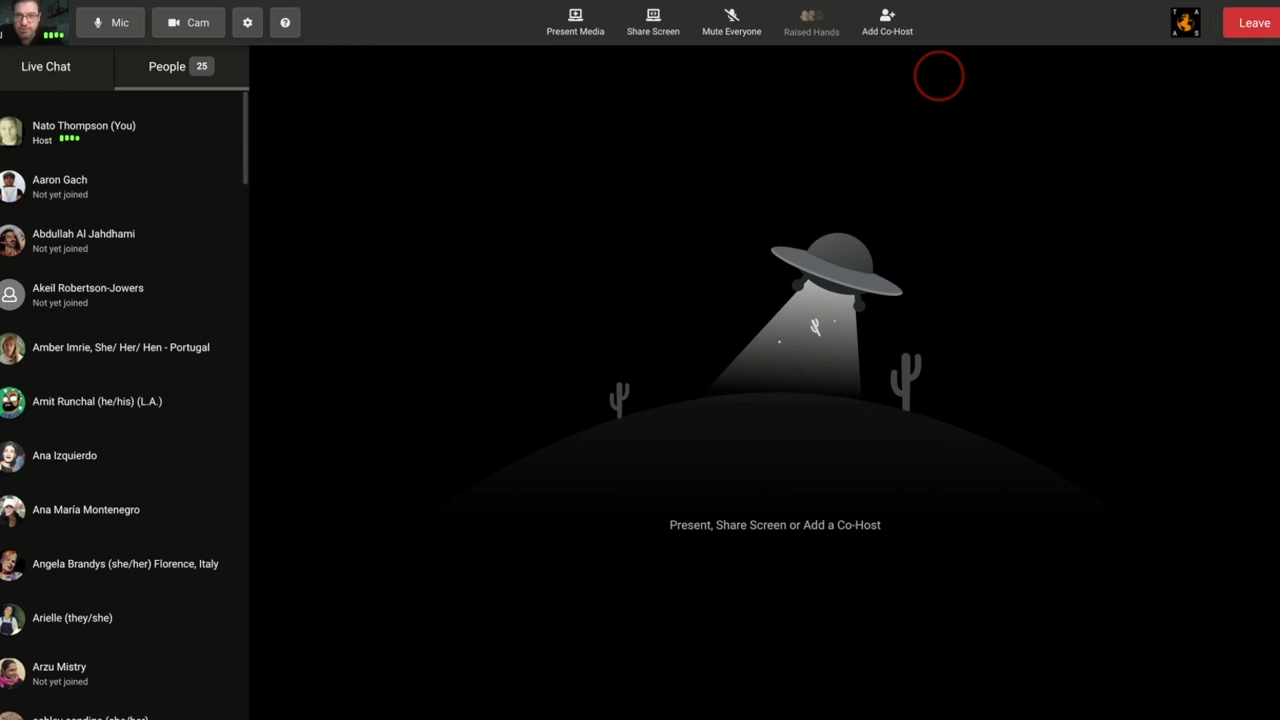 Mic
Cam
Present Media
Share Screen
Mute Everyone
Raised Hands
Add Co-Host
T A
A S
Leave
Live Chat
People 25
Nato Thompson (You)
Host
Aaron Gach
Not yet joined
Abdullah Al Jahdhami
Not yet joined
Akeil Robertson-Jowers
Not yet joined
Amber Imrie, She/ Her/ Hen - Portugal
Amit Runchal (he/his) (L.A.)
Ana Izquierdo
Ana María Montenegro
Angela Brandys (she/her) Florence, Italy
Arielle (they/she)
Arzu Mistry
Not yet joined
Present, Share Screen or Add a Co-Host